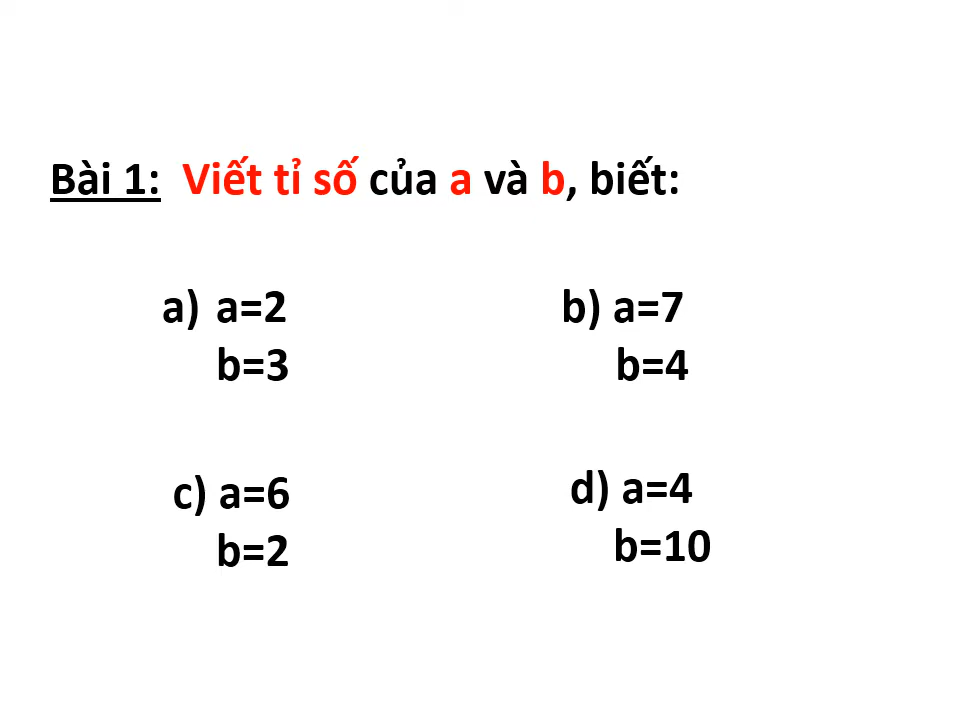 Bài 1: Viết tỉ số của a và b, biết:
a) a=2
b=3
b) a=7
b=4
c) a=6
b=2
d) a=4
b=10